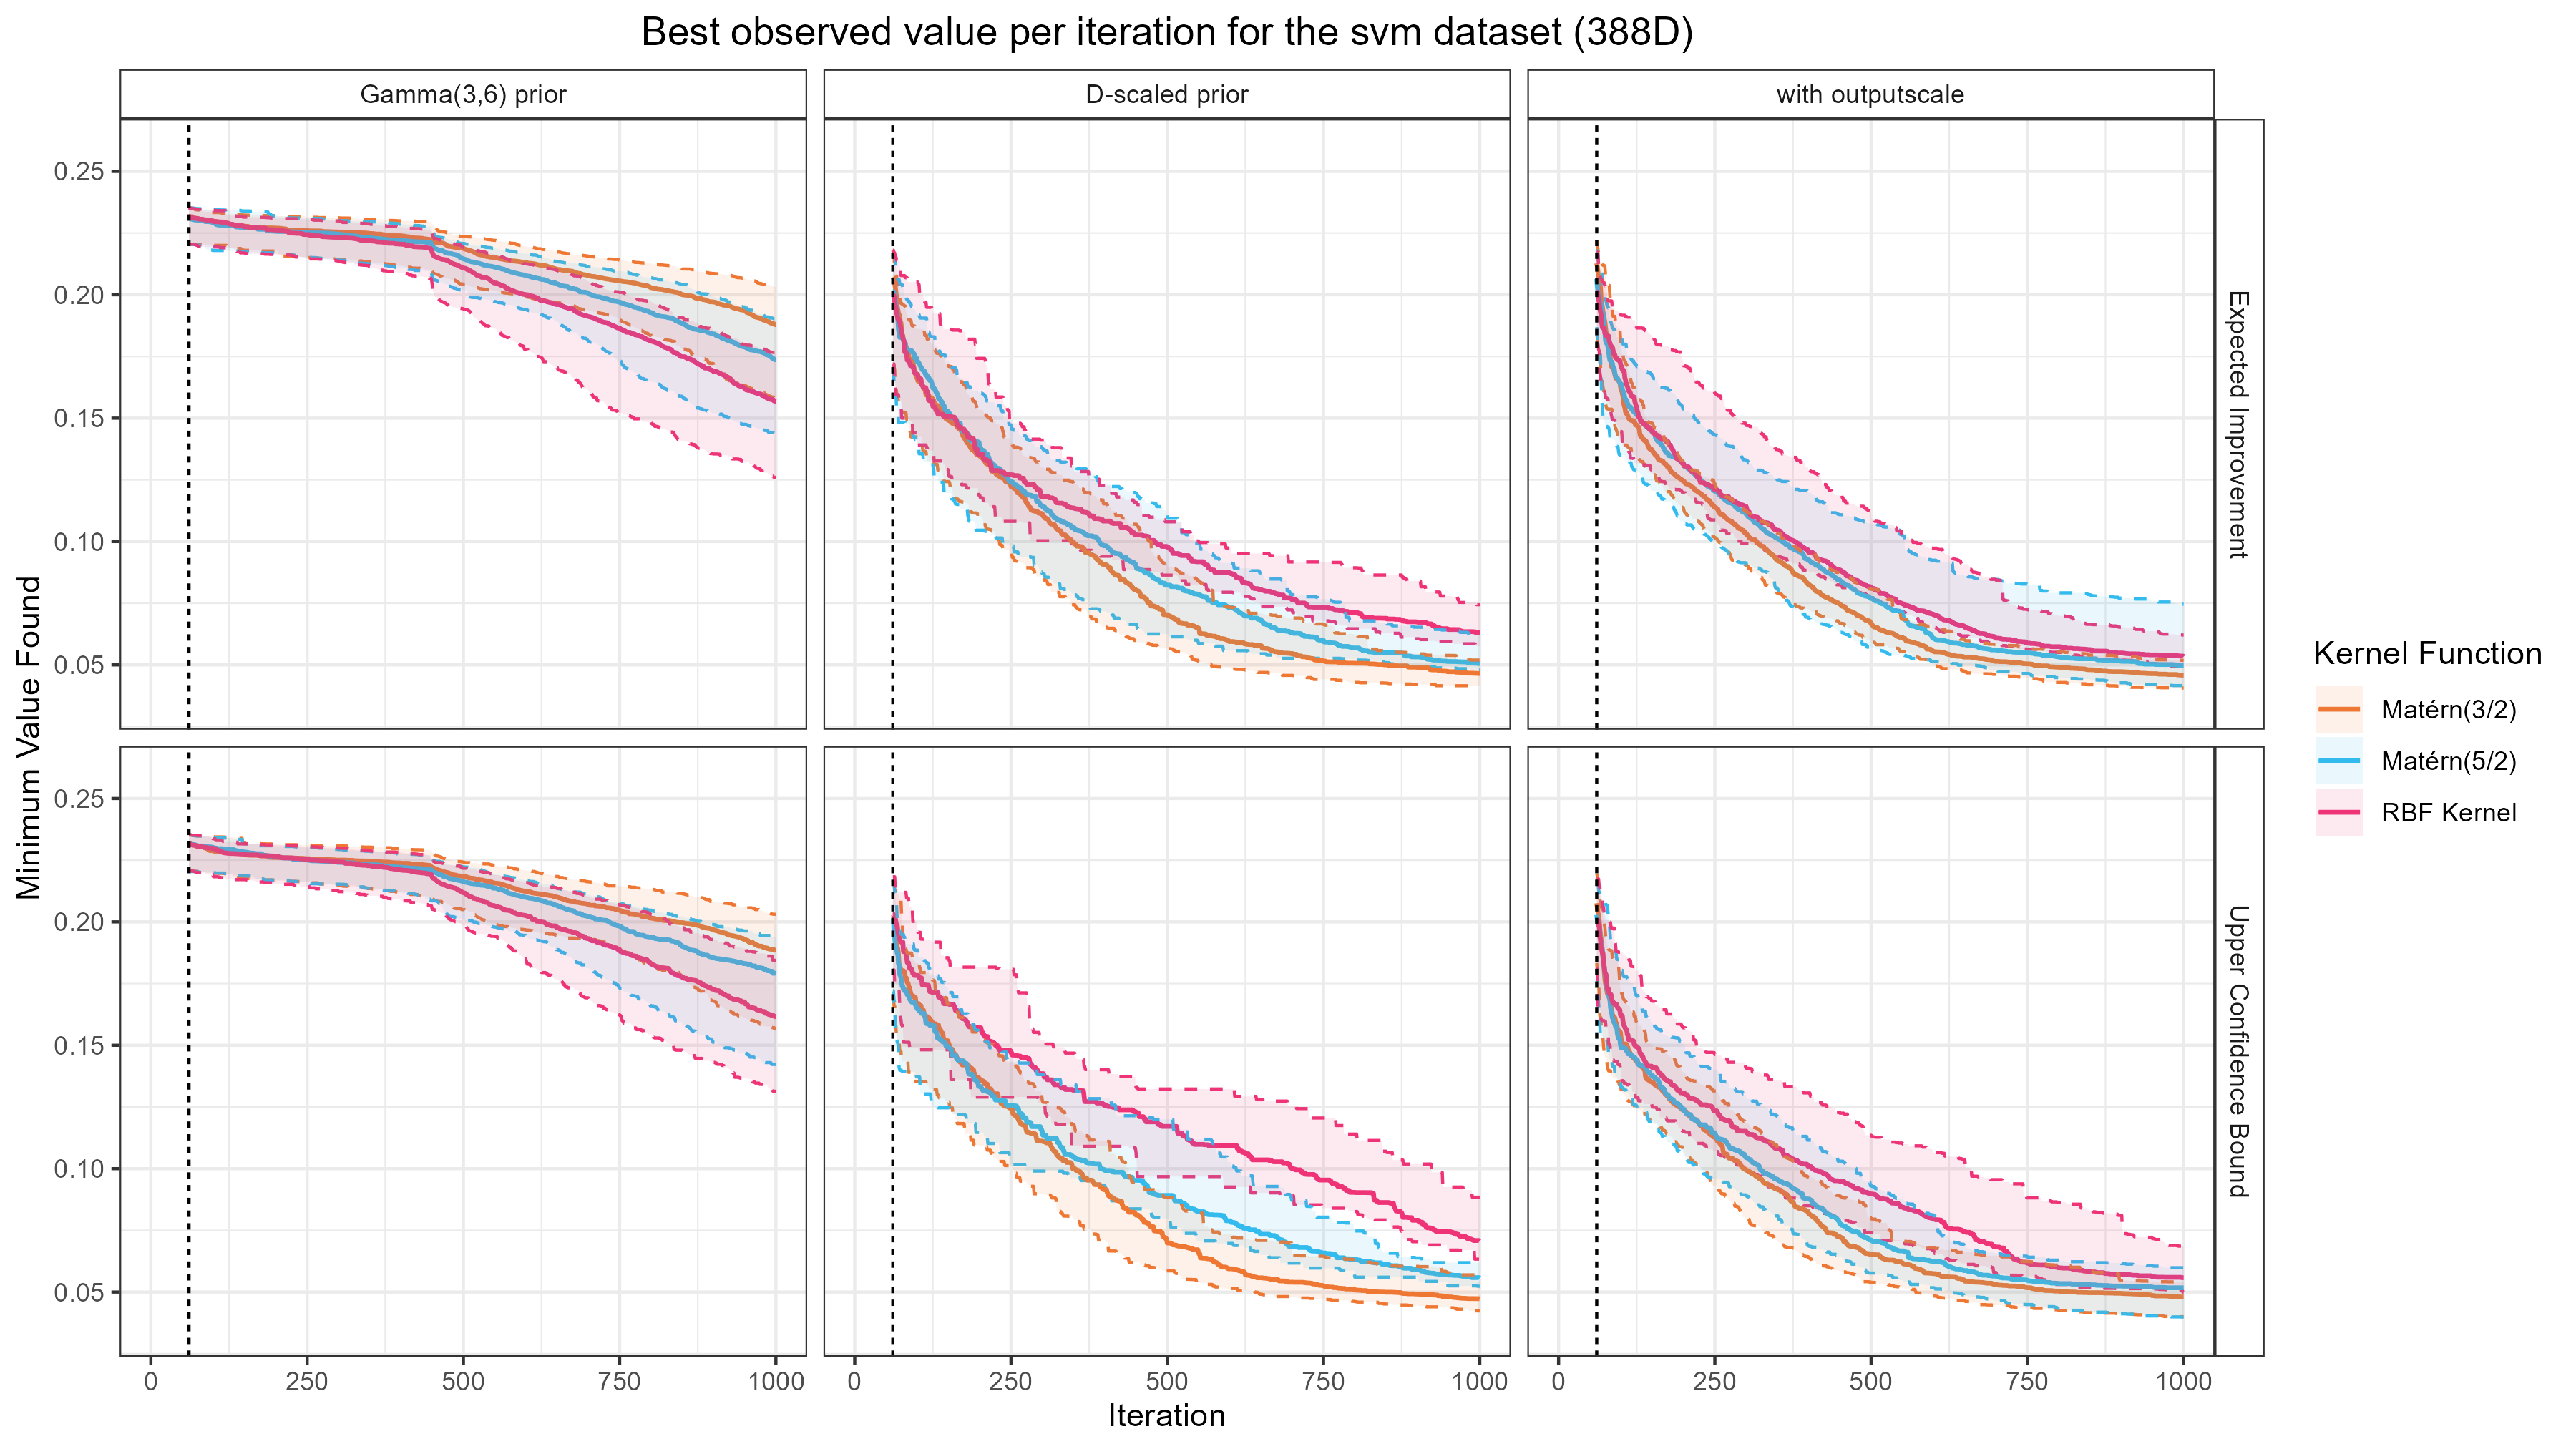 Best observed value per iteration for the svm dataset (388D)
Gamma(3,6) prior
D-scaled prior
with outputscale
0.25
0.20
0.15
0.10
0.05
Expected Improvement
0.25
0.20
0.15
0.10
0.05
Upper Confidence Bound
Minimum Value Found
0 250 500 750 1000
0 250 500 750 1000
0 250 500 750 1000
Iteration
Kernel Function
Matérn(3/2)
Matérn(5/2)
RBF Kernel